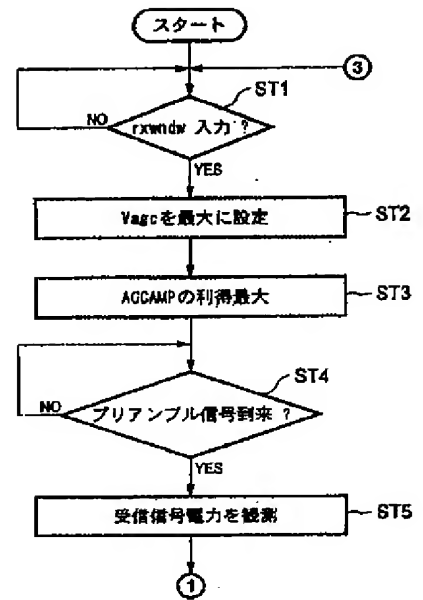 スタート
③
ST1
NO
rxwndw 入力 ?
YES
Vagcを最大に設定
ST2
AGCAMPの利得最大
ST3
ST4
NO
プリアンブル信号到来 ?
YES
受信信号電力を観測
ST5
①